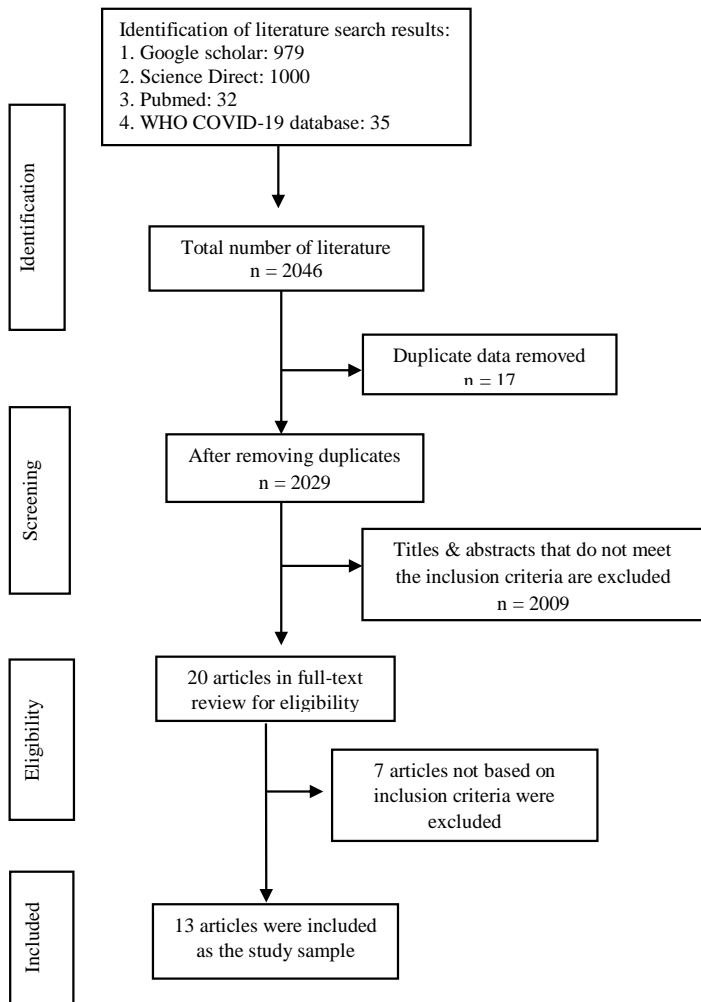 Identification of literature search results:
1. Google scholar: 979
2. Science Direct: 1000
3. Pubmed: 32
4. WHO COVID-19 database: 35
Identification
Total number of literature
n = 2046
Duplicate data removed
n = 17
Screening
After removing duplicates
n = 2029
Titles & abstracts that do not meet
the inclusion criteria are excluded
n = 2009
Eligibility
20 articles in full-text
review for eligibility
7 articles not based on
inclusion criteria were
excluded
Included
13 articles were included
as the study sample